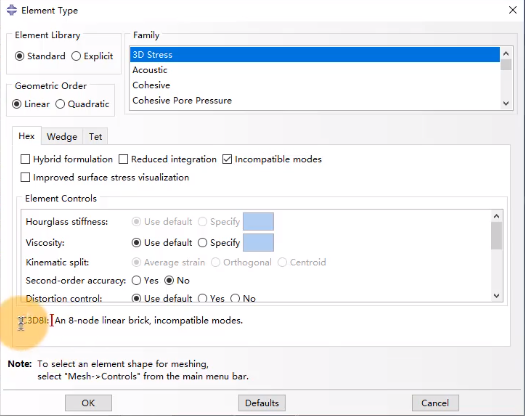 Element Type
Element Library
Standard Explicit
Geometric Order
Linear Quadratic
Family
3D Stress
Acoustic
Cohesive
Cohesive Pore Pressure
Hex Wedge Tet
Hybrid formulation Reduced integration Incompatible modes
Improved surface stress visualization
Element Controls
Hourglass stiffness: Use default Specify
Viscosity: Use default Specify
Kinematic split: Average strain Orthogonal Centroid
Second-order accuracy: Yes No
Distortion control: Use default Yes No
C3D8I: An 8-node linear brick, incompatible modes.
Note: To select an element shape for meshing,
select "Mesh->Controls" from the main menu bar.
OK Defaults Cancel